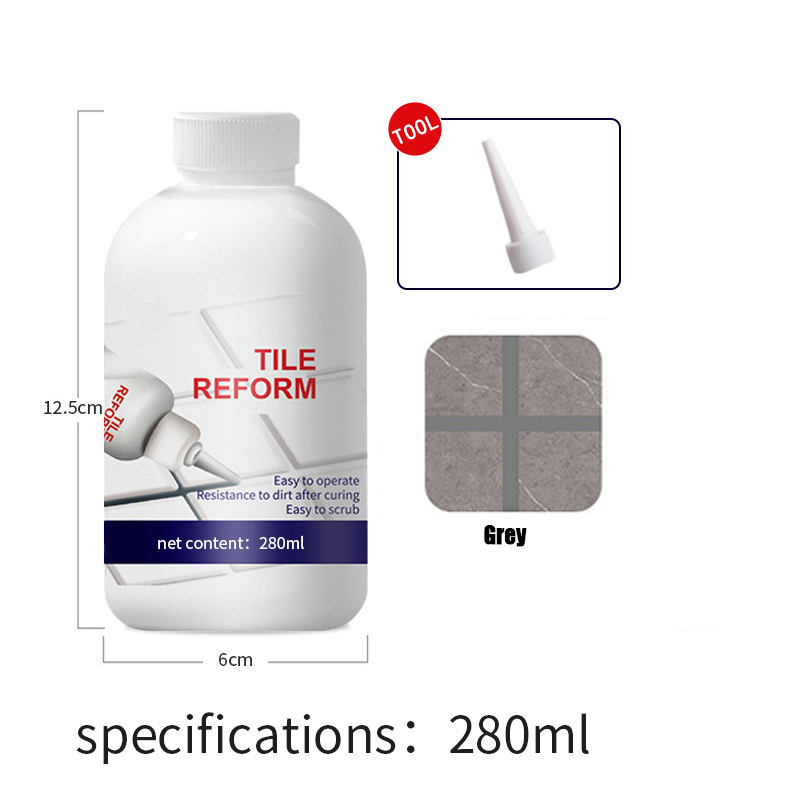 TOOL
TILE
REFORM
12.5cm
TILE
REFORM
Easy to operate
Resistance to dirt after curing
Easy to scrub
net content：280ml
Grey
6cm
specifications：280ml